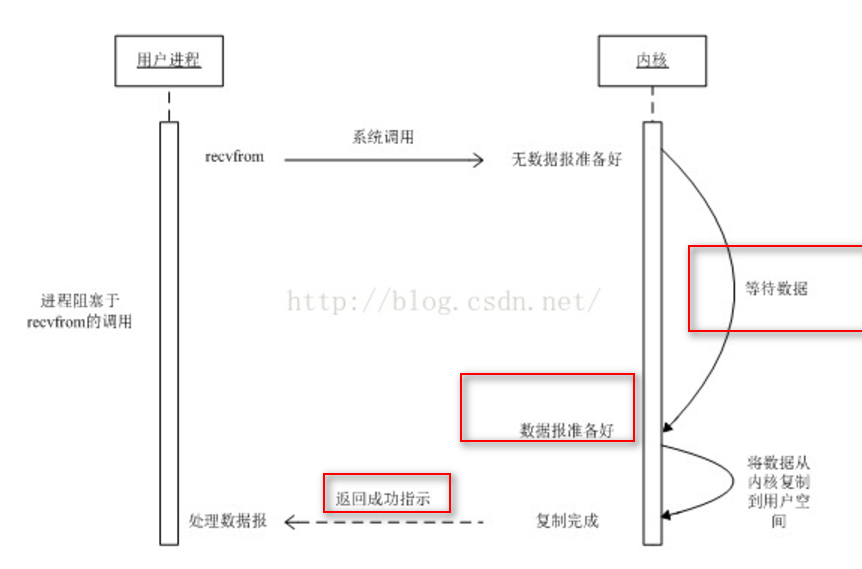 用户进程
内核
系统调用
recvfrom
无数据报准备好
等待数据
进程阻塞于
recvfrom的调用
http://blog.csdn.net/
数据报准备好
将数据从
内核复制
到用户空
间
返回成功指示
处理数据报
复制完成